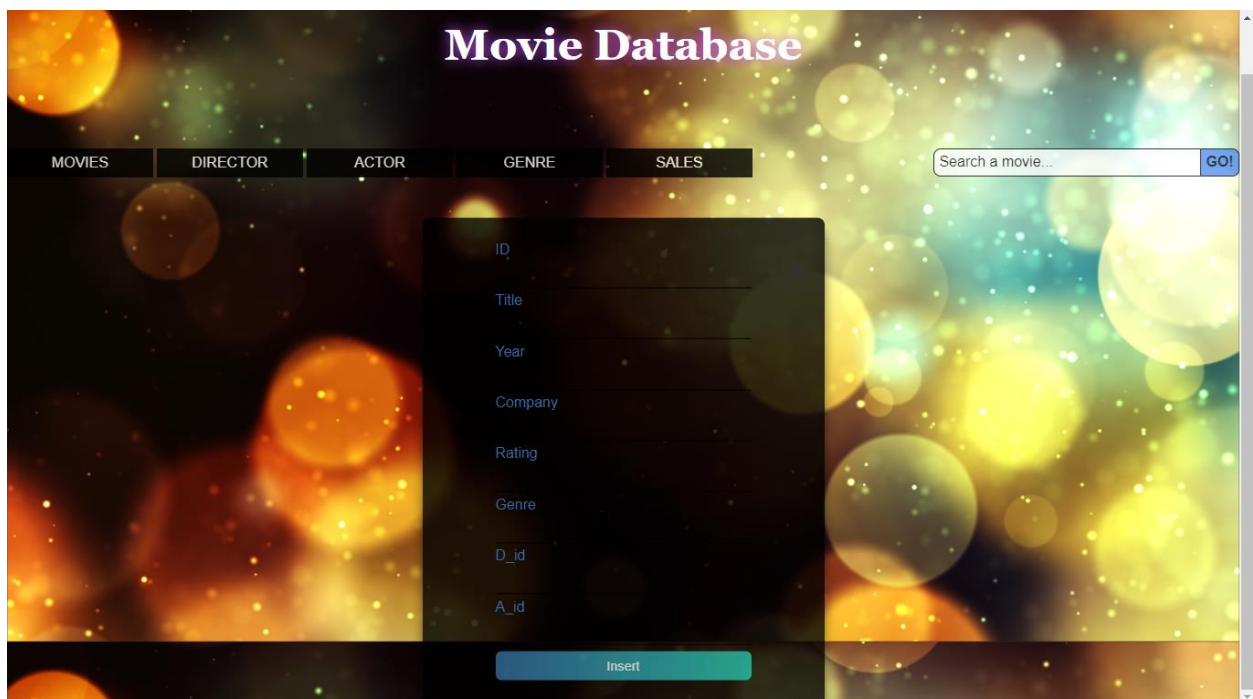 Movie Database
MOVIES DIRECTOR ACTOR GENRE SALES Search a movie... GO!
ID
Title
Year
Company
Rating
Genre
D_id
A_id
Insert